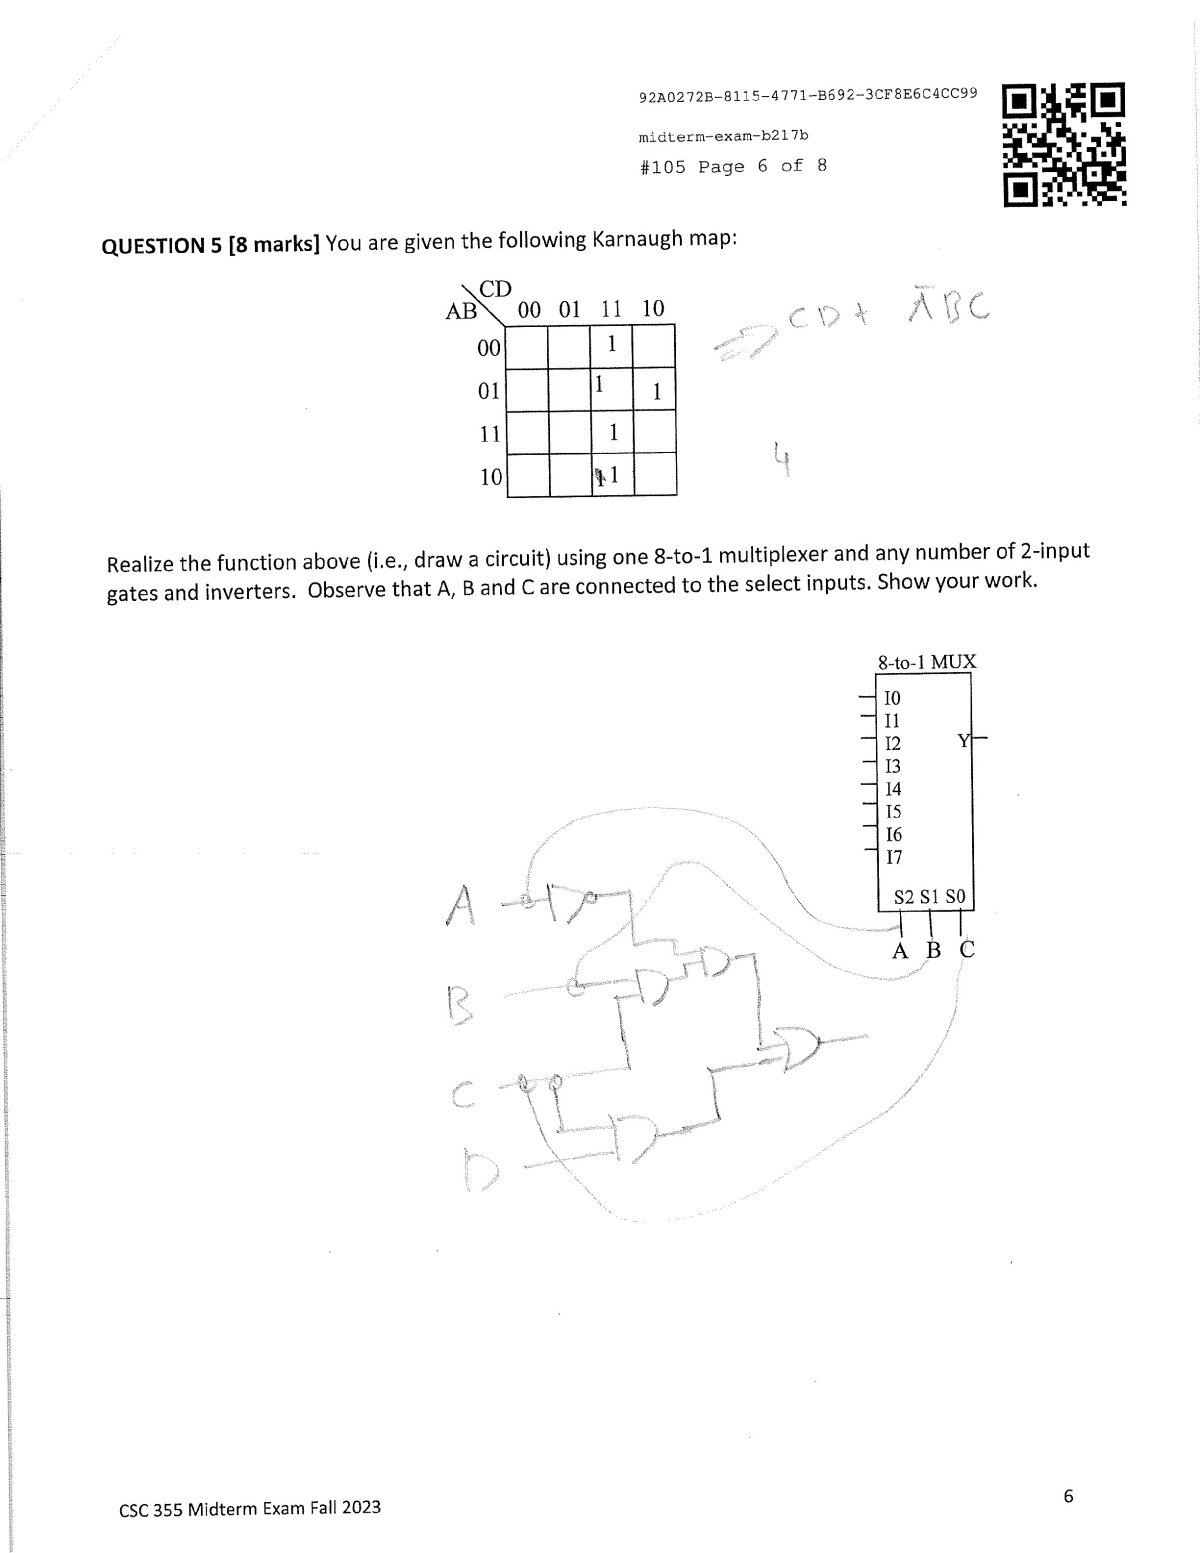 92A0272B-8115-4771-B692-3CF8E6C4CC99
midterm-exam-b217b
#105 Page 6 of 8
QUESTION 5 [8 marks] You are given the following Karnaugh map:
CD
AB 00 01 11 10
00 1
01 1 1
11 1
10 1
⇒ CD + A̅BC
4
Realize the function above (i.e., draw a circuit) using one 8-to-1 multiplexer and any number of 2-input
gates and inverters. Observe that A, B and C are connected to the select inputs. Show your work.
8-to-1 MUX
I0
I1
I2 Y
I3
I4
I5
I6
I7
S2 S1 S0
A B C
A
B
C
D
CSC 355 Midterm Exam Fall 2023
6